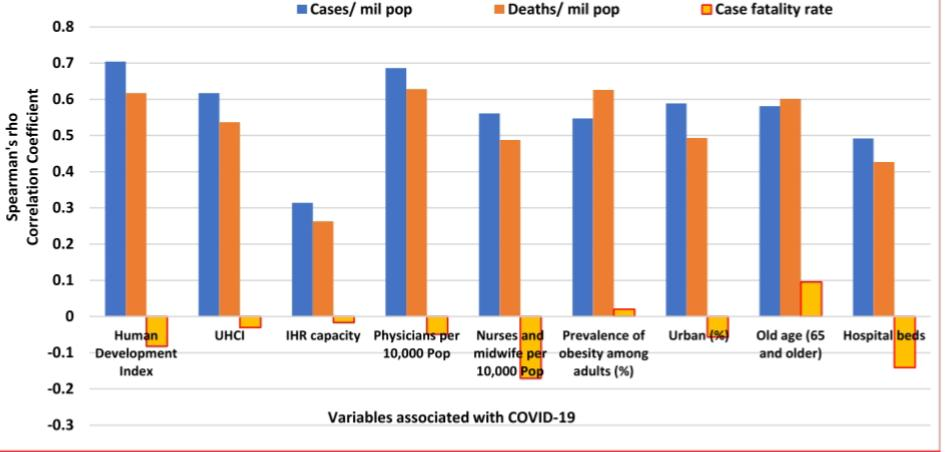 Cases/ mil pop
Deaths/ mil pop
Case fatality rate
0.8
0.7
0.6
0.5
0.4
0.3
0.2
0.1
0
-0.1
-0.2
-0.3
Spearman's rho
Correlation Coefficient
Human
Development
Index
UHCI
IHR capacity
Physicians per
10,000 Pop
Nurses and
midwife per
10,000 Pop
Prevalence of
obesity among
adults (%)
Urban (%)
Old age (65
and older)
Hospital beds
Variables associated with COVID-19